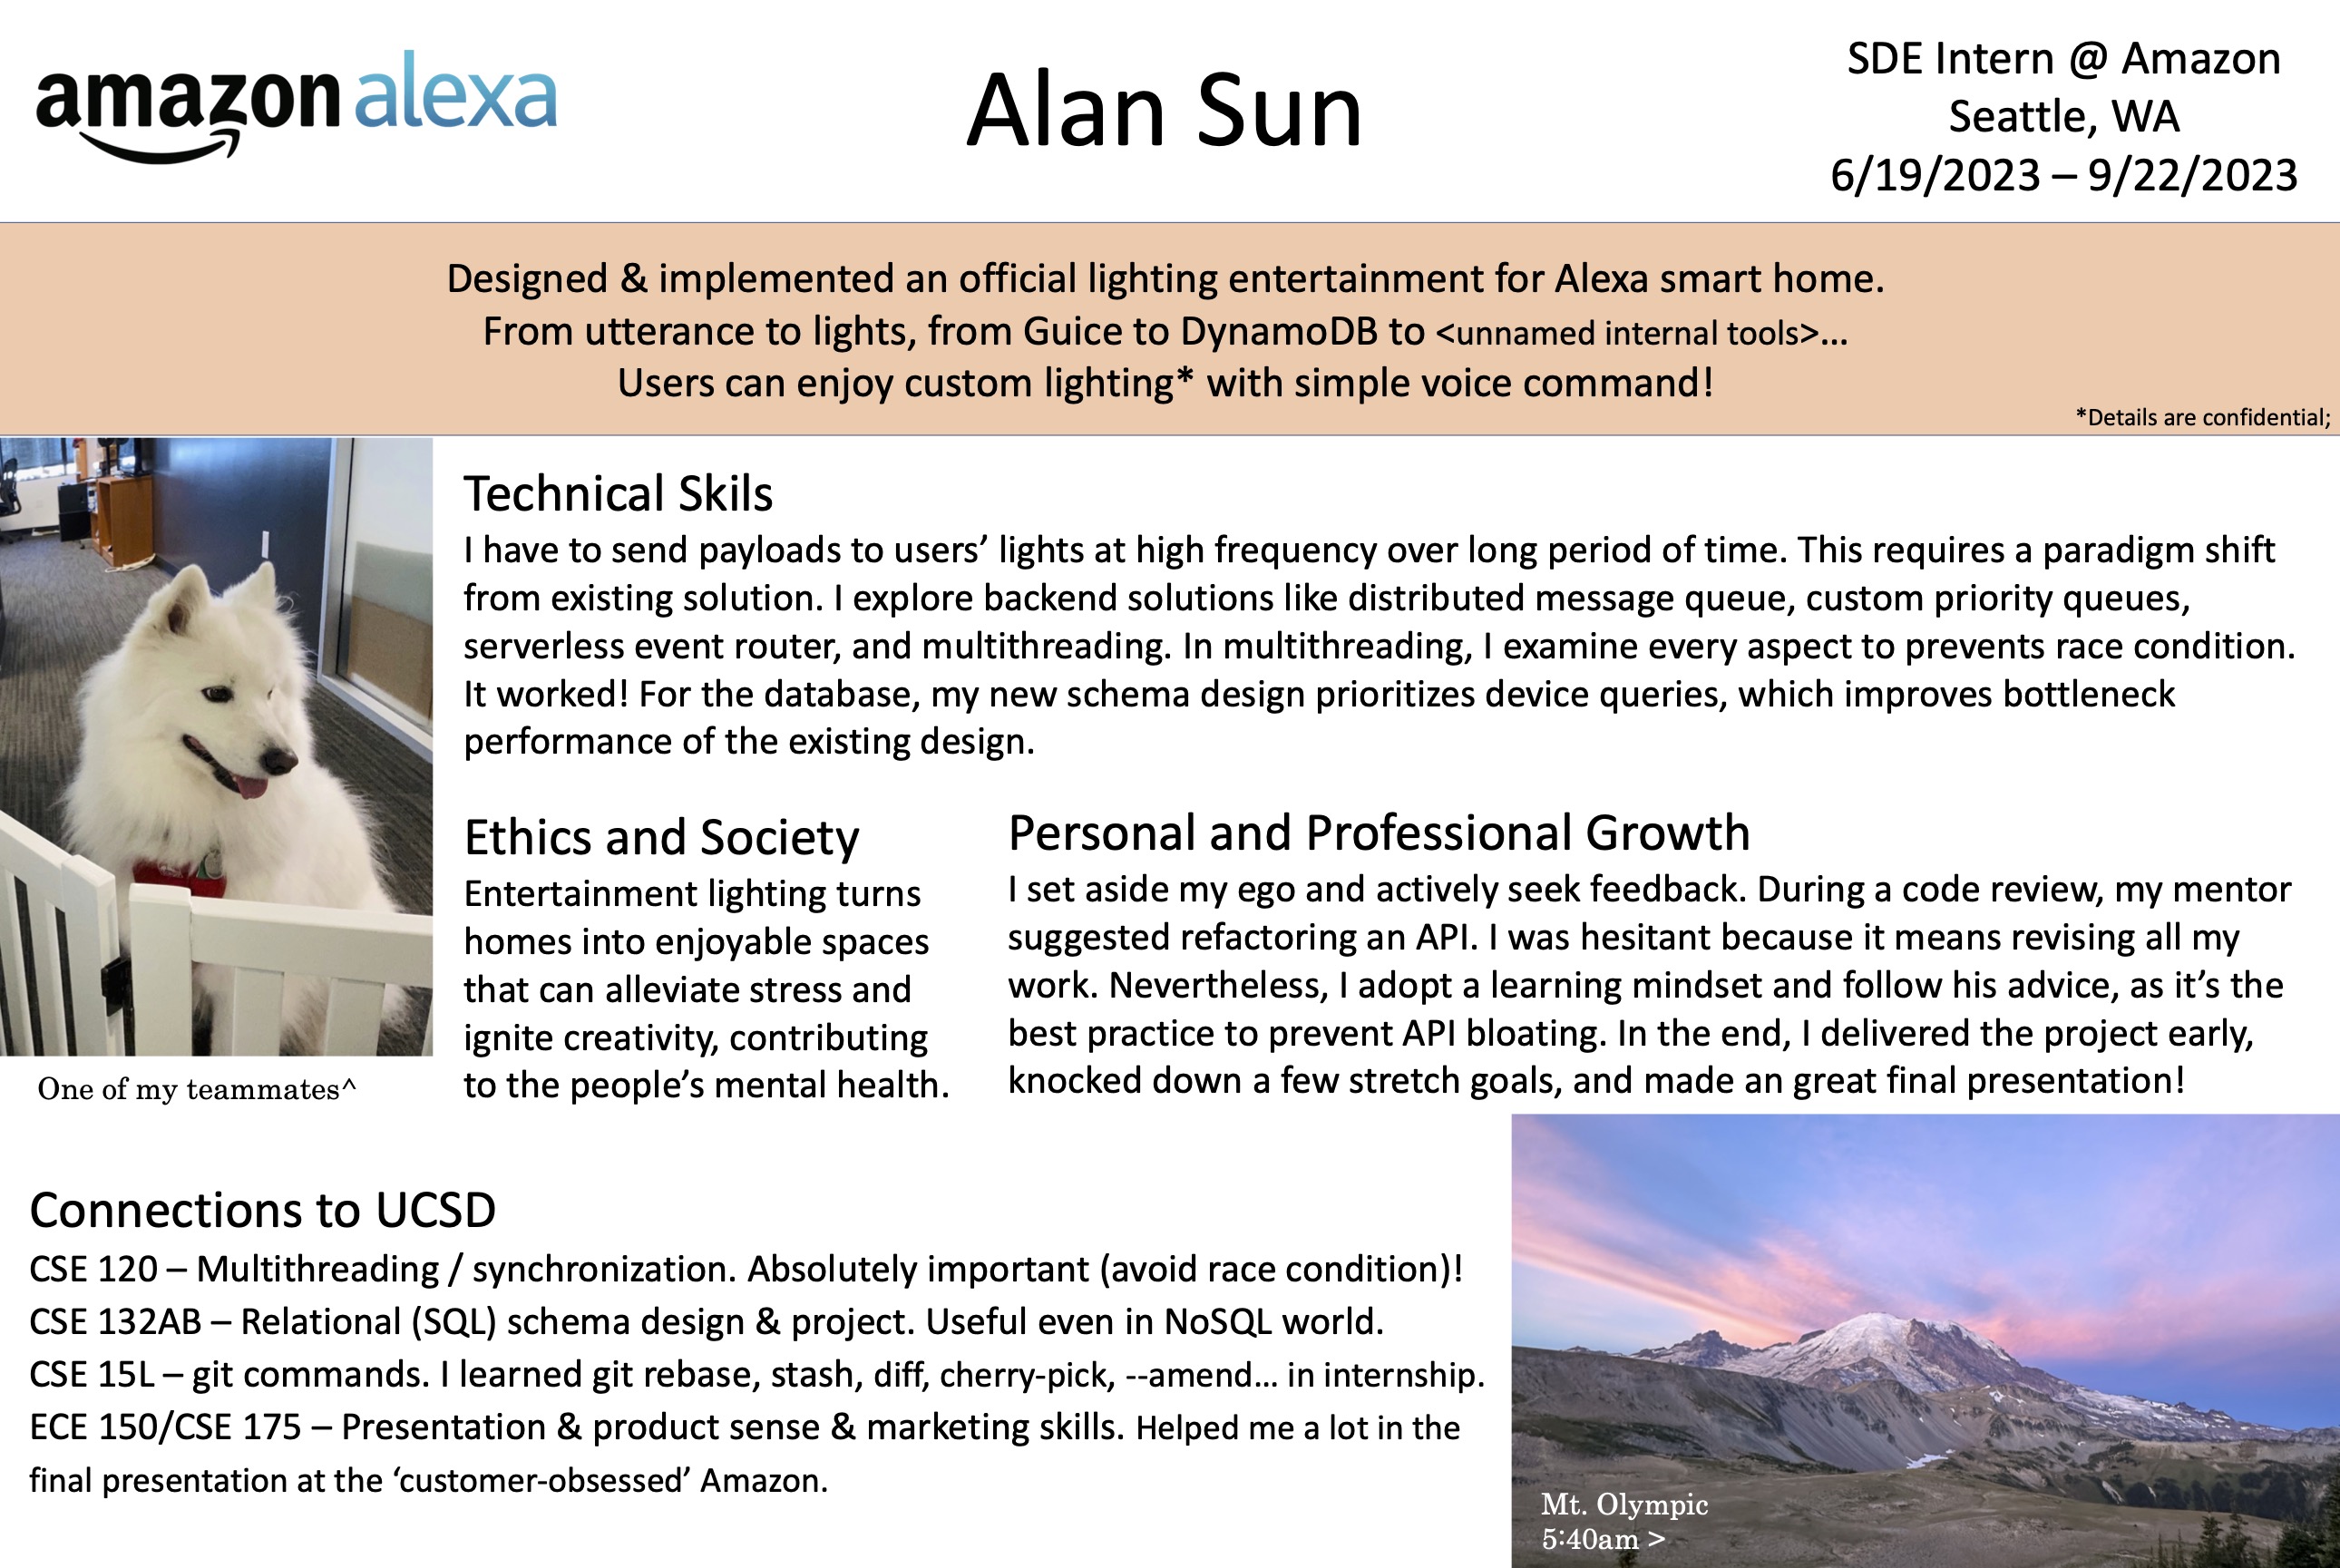 amazon alexa
Alan Sun
SDE Intern @ Amazon
Seattle, WA
6/19/2023 – 9/22/2023
Designed & implemented an official lighting entertainment for Alexa smart home.
From utterance to lights, from Guice to DynamoDB to <unnamed internal tools>...
Users can enjoy custom lighting* with simple voice command!
*Details are confidential;
Technical Skils
I have to send payloads to users’ lights at high frequency over long period of time. This requires a paradigm shift
from existing solution. I explore backend solutions like distributed message queue, custom priority queues,
serverless event router, and multithreading. In multithreading, I examine every aspect to prevents race condition.
It worked! For the database, my new schema design prioritizes device queries, which improves bottleneck
performance of the existing design.
Ethics and Society
Entertainment lighting turns
homes into enjoyable spaces
that can alleviate stress and
ignite creativity, contributing
to the people’s mental health.
Personal and Professional Growth
I set aside my ego and actively seek feedback. During a code review, my mentor
suggested refactoring an API. I was hesitant because it means revising all my
work. Nevertheless, I adopt a learning mindset and follow his advice, as it’s the
best practice to prevent API bloating. In the end, I delivered the project early,
knocked down a few stretch goals, and made an great final presentation!
One of my teammates^
Connections to UCSD
CSE 120 – Multithreading / synchronization. Absolutely important (avoid race condition)!
CSE 132AB – Relational (SQL) schema design & project. Useful even in NoSQL world.
CSE 15L – git commands. I learned git rebase, stash, diff, cherry-pick, --amend... in internship.
ECE 150/CSE 175 – Presentation & product sense & marketing skills. Helped me a lot in the
final presentation at the ‘customer-obsessed’ Amazon.
Mt. Olympic
5:40am >